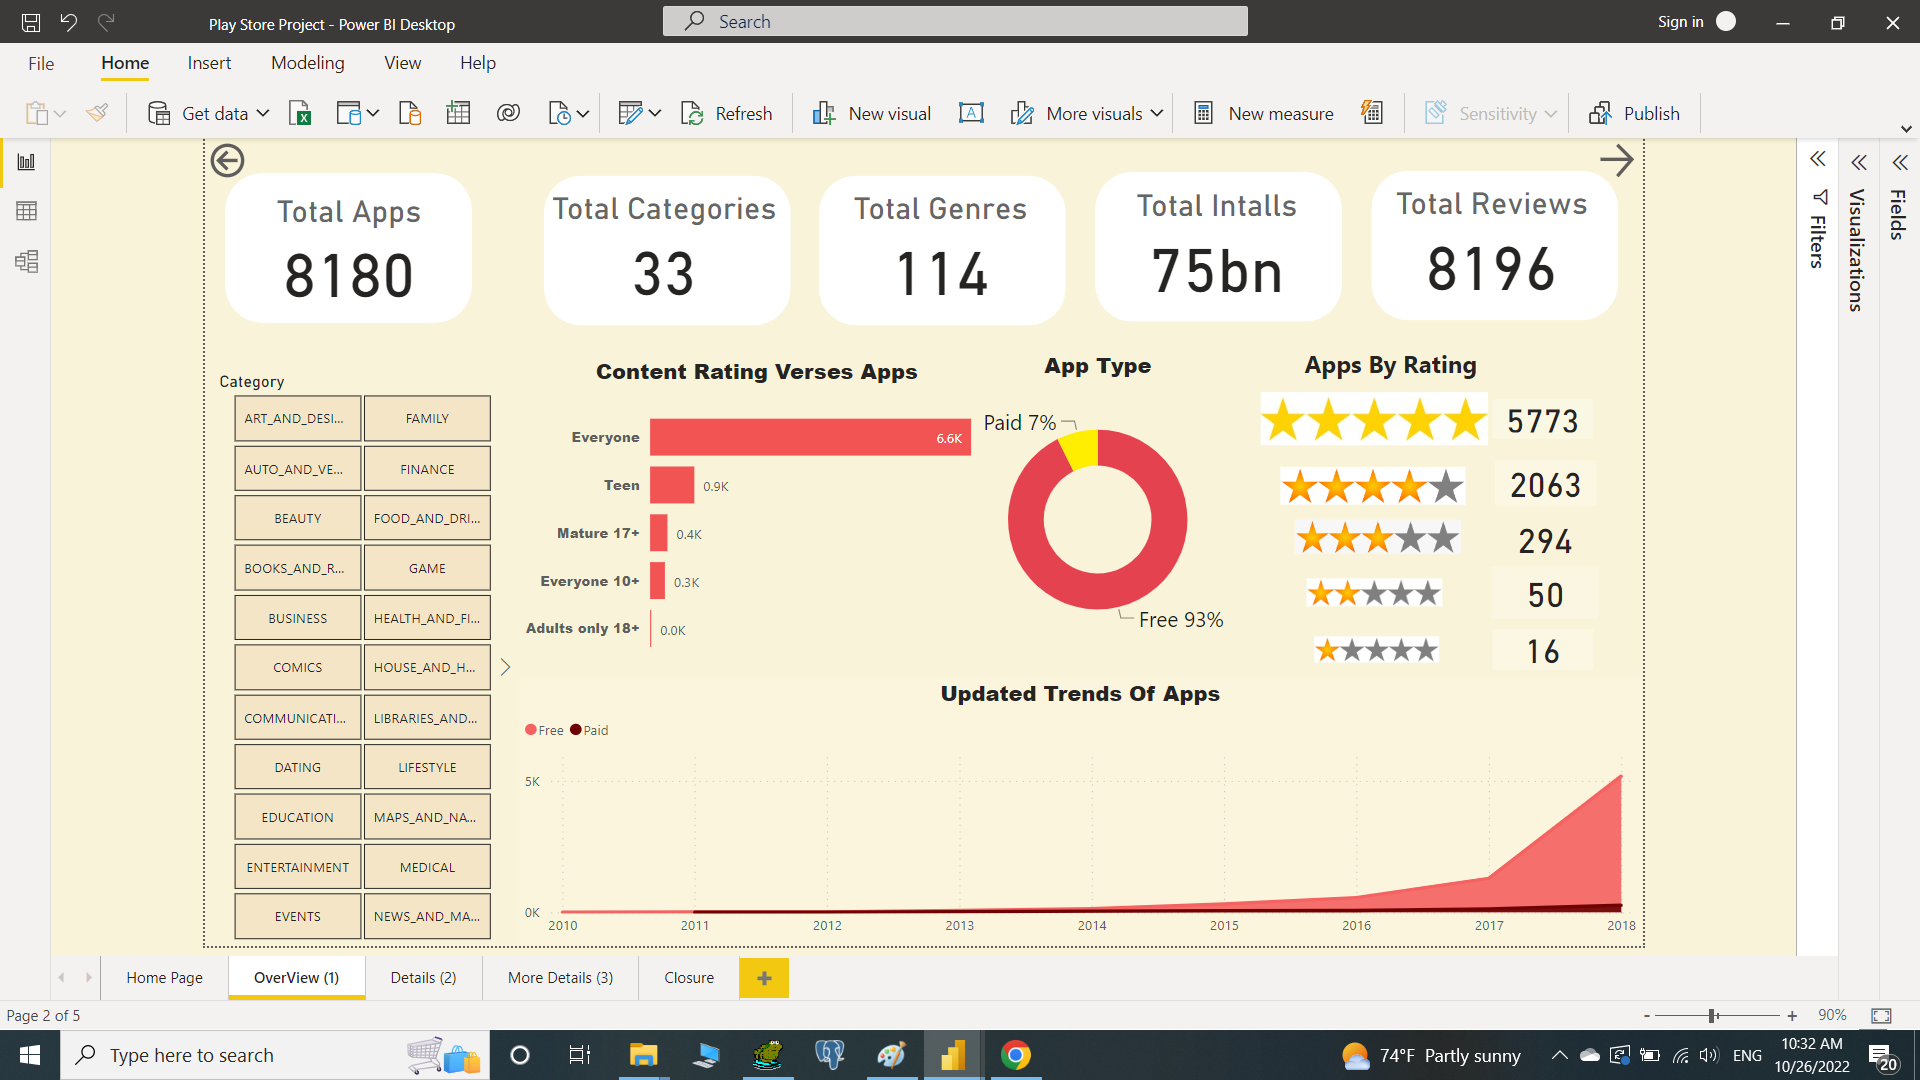 Play Store Project - Power BI Desktop
Search
Sign in
File Home Insert Modeling View Help
Get data
Refresh
New visual
A
More visuals
New measure
Sensitivity
Publish
Total Apps
8180
Total Categories
33
Total Genres
114
Total Intalls
75bn
Total Reviews
8196
Filters
Visualizations
Fields
Category
ART_AND_DESI... FAMILY
AUTO_AND_VE... FINANCE
BEAUTY FOOD_AND_DRI...
BOOKS_AND_R... GAME
BUSINESS HEALTH_AND_FI...
COMICS HOUSE_AND_H...
COMMUNICATI... LIBRARIES_AND...
DATING LIFESTYLE
EDUCATION MAPS_AND_NA...
ENTERTAINMENT MEDICAL
EVENTS NEWS_AND_MA...
Content Rating Verses Apps
Everyone 6.6K
Teen 0.9K
Mature 17+ 0.4K
Everyone 10+ 0.3K
Adults only 18+ 0.0K
App Type
Paid 7%
Free 93%
Apps By Rating
5773
2063
294
50
16
Updated Trends Of Apps
Free Paid
5K
0K
2010 2011 2012 2013 2014 2015 2016 2017 2018
Home Page OverView (1) Details (2) More Details (3) Closure +
Page 2 of 5
- + 90%
Type here to search
74°F Partly sunny
ENG
10:32 AM
10/26/2022
20